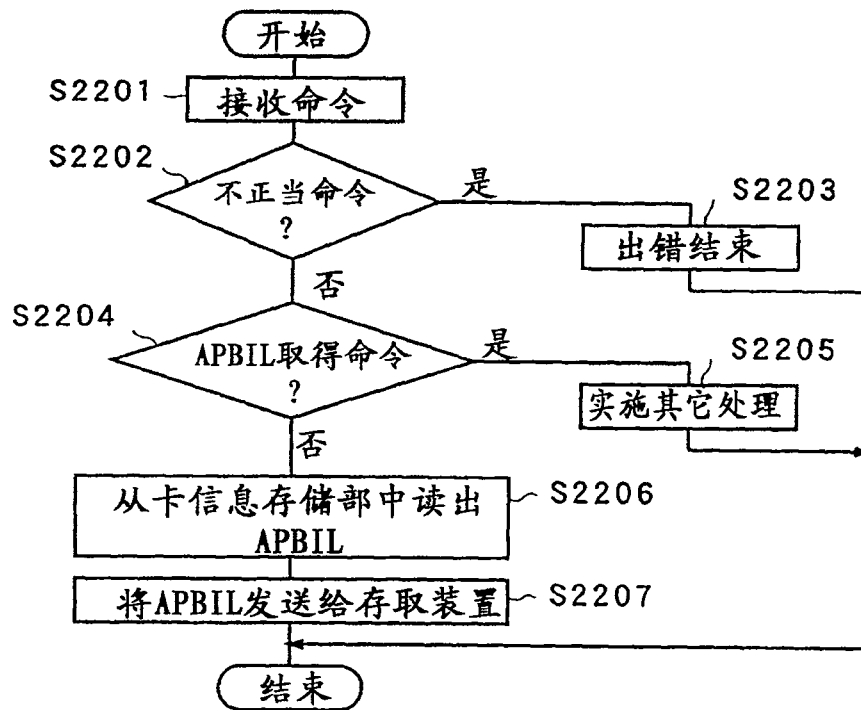 开始
S2201
接收命令
S2202
不正当命令
?
是
S2203
出错结束
否
S2204
APBIL取得命令
?
是
S2205
实施其它处理
否
从卡信息存储部中读出
APBIL
S2206
将APBIL发送给存取装置
S2207
结束